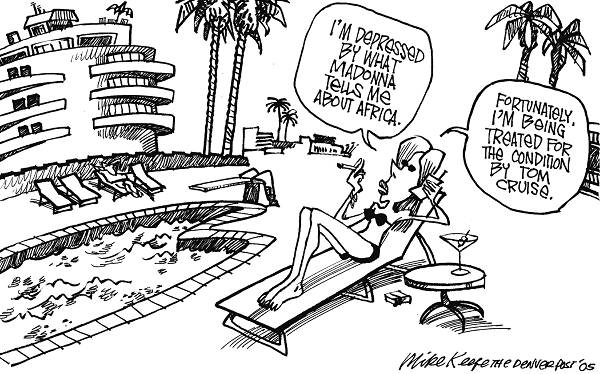 I'M DEPRESSED
BY WHAT
MADONNA
TELLS ME
ABOUT AFRICA.
FORTUNATELY,
I'M BEING
TREATED FOR
THE CONDITION
BY TOM
CRUISE.
MIKE KEEFE THE DENVER POST '05